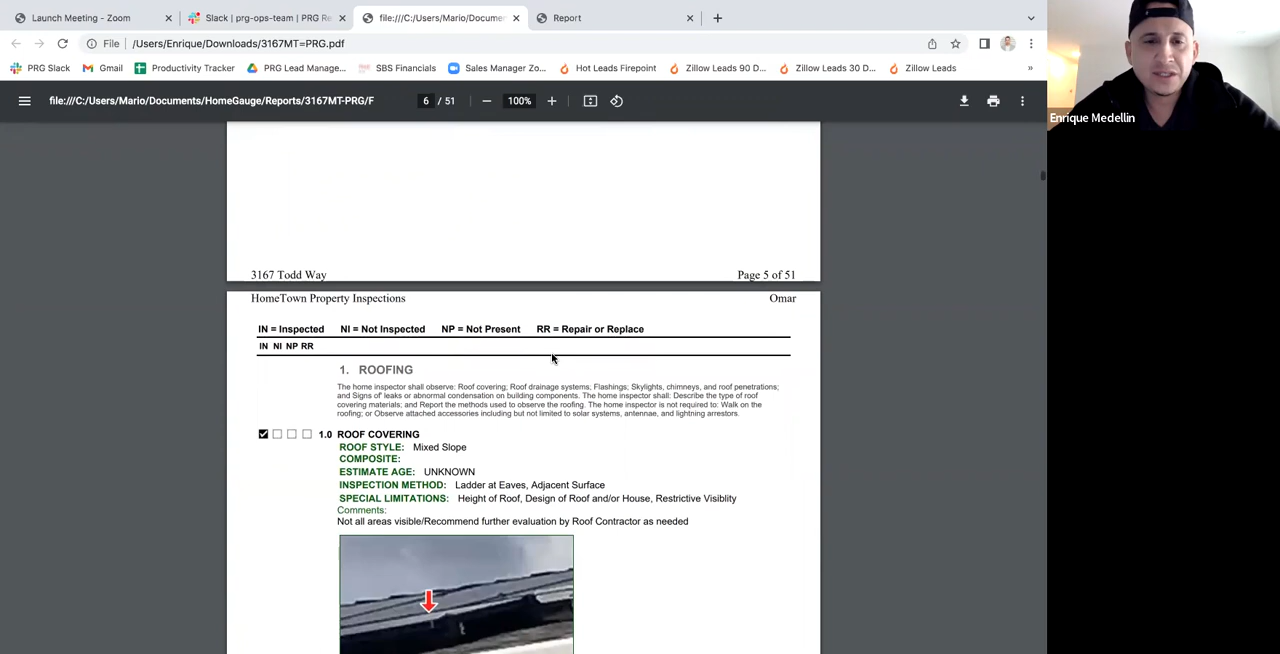 Launch Meeting - Zoom
Slack | prg-ops-team | PRG Re
file:///C:/Users/Mario/Documen
Report
File
/Users/Enrique/Downloads/3167MT=PRG.pdf
PRG Slack Gmail Productivity Tracker PRG Lead Manage... SBS Financials Sales Manager Zo... Hot Leads Firepoint Zillow Leads 90 D... Zillow Leads 30 D... Zillow Leads »
file:///C:/Users/Mario/Documents/HomeGauge/Reports/3167MT-PRG/F
6 / 51
100%
Enrique Medellin
3167 Todd Way Page 5 of 51
HomeTown Property Inspections Omar
IN = Inspected NI = Not Inspected NP = Not Present RR = Repair or Replace
IN NI NP RR
1. ROOFING
The home inspector shall observe: Roof covering; Roof drainage systems; Flashings; Skylights, chimneys, and roof penetrations;
and Signs of' leaks or abnormal condensation on building components. The home inspector shall: Describe the type of roof
covering materials; and Report the methods used to observe the roofing. The home inspector is not required to: Walk on the
roofing; or Observe attached accessories including but not limited to solar systems, antennae, and lightning arrestors.
1.0 ROOF COVERING
ROOF STYLE: Mixed Slope
COMPOSITE:
ESTIMATE AGE: UNKNOWN
INSPECTION METHOD: Ladder at Eaves, Adjacent Surface
SPECIAL LIMITATIONS: Height of Roof, Design of Roof and/or House, Restrictive Visiblity
Comments:
Not all areas visible/Recommend further evaluation by Roof Contractor as needed